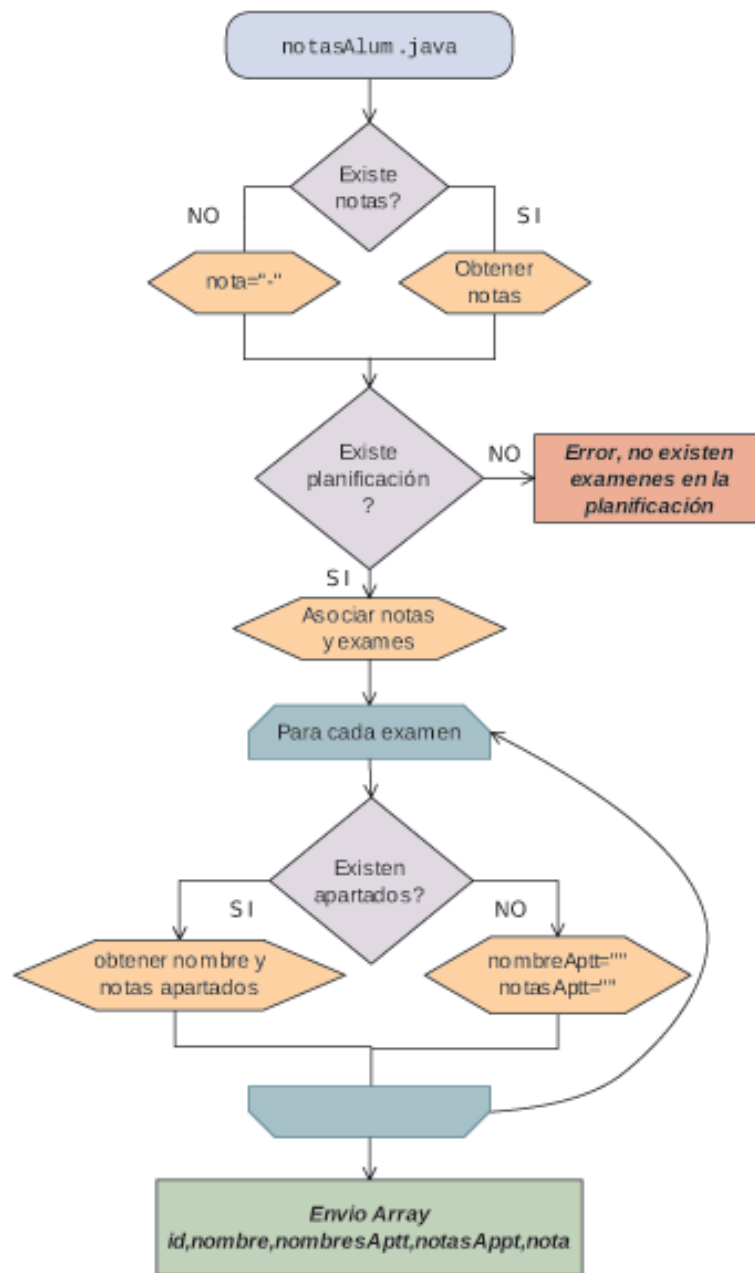 notasAlum.java
Existe
notas?
NO
SI
nota="-"
Obtener
notas
Existe
planificación
?
NO
Error, no existen
examenes en la
planificación
SI
Asociar notas
y exames
Para cada examen
Existen
apartados?
SI
NO
obtener nombre y
notas apartados
nombreAptt=""
notasAptt=""
Envio Array
id,nombre,nombresAptt,notasAppt,nota